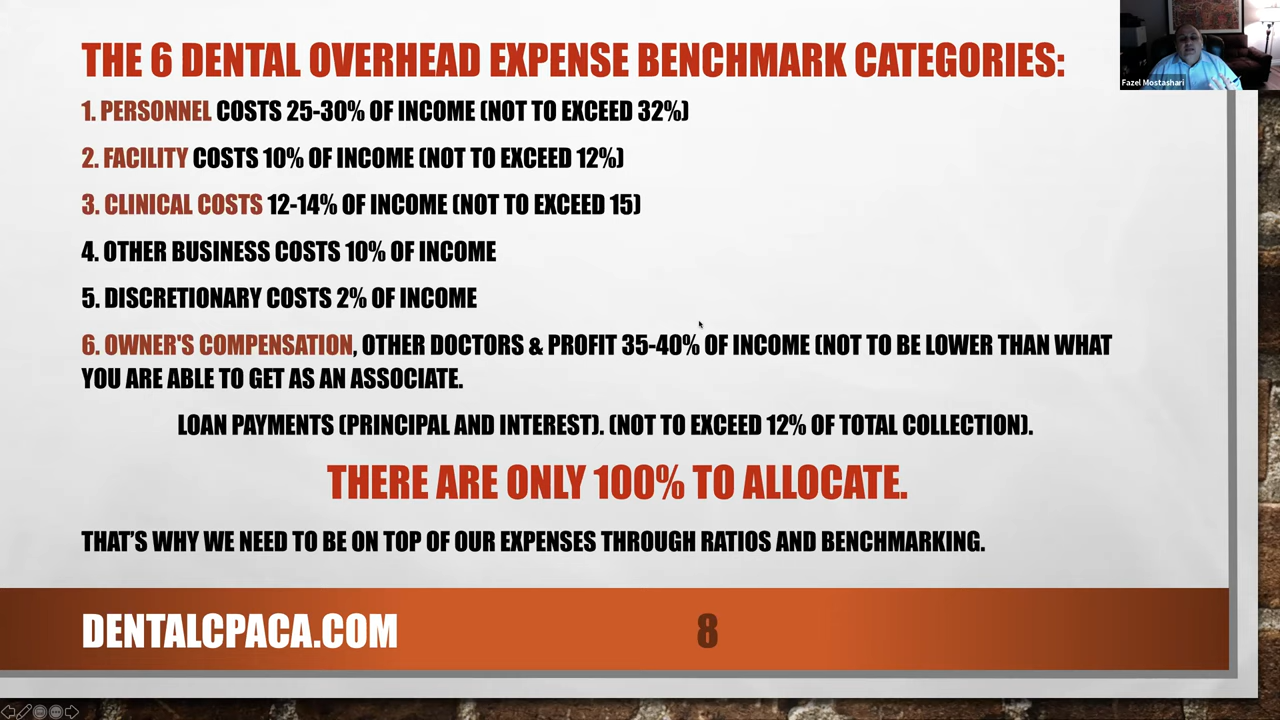 THE 6 DENTAL OVERHEAD EXPENSE BENCHMARK CATEGORIES:
Fazel Mostashari
1. PERSONNEL COSTS 25-30% OF INCOME (NOT TO EXCEED 32%)
2. FACILITY COSTS 10% OF INCOME (NOT TO EXCEED 12%)
3. CLINICAL COSTS 12-14% OF INCOME (NOT TO EXCEED 15)
4. OTHER BUSINESS COSTS 10% OF INCOME
5. DISCRETIONARY COSTS 2% OF INCOME
6. OWNER'S COMPENSATION, OTHER DOCTORS & PROFIT 35-40% OF INCOME (NOT TO BE LOWER THAN WHAT
YOU ARE ABLE TO GET AS AN ASSOCIATE.
LOAN PAYMENTS (PRINCIPAL AND INTEREST). (NOT TO EXCEED 12% OF TOTAL COLLECTION).
THERE ARE ONLY 100% TO ALLOCATE.
THAT'S WHY WE NEED TO BE ON TOP OF OUR EXPENSES THROUGH RATIOS AND BENCHMARKING.
DENTALCPACA.COM
8